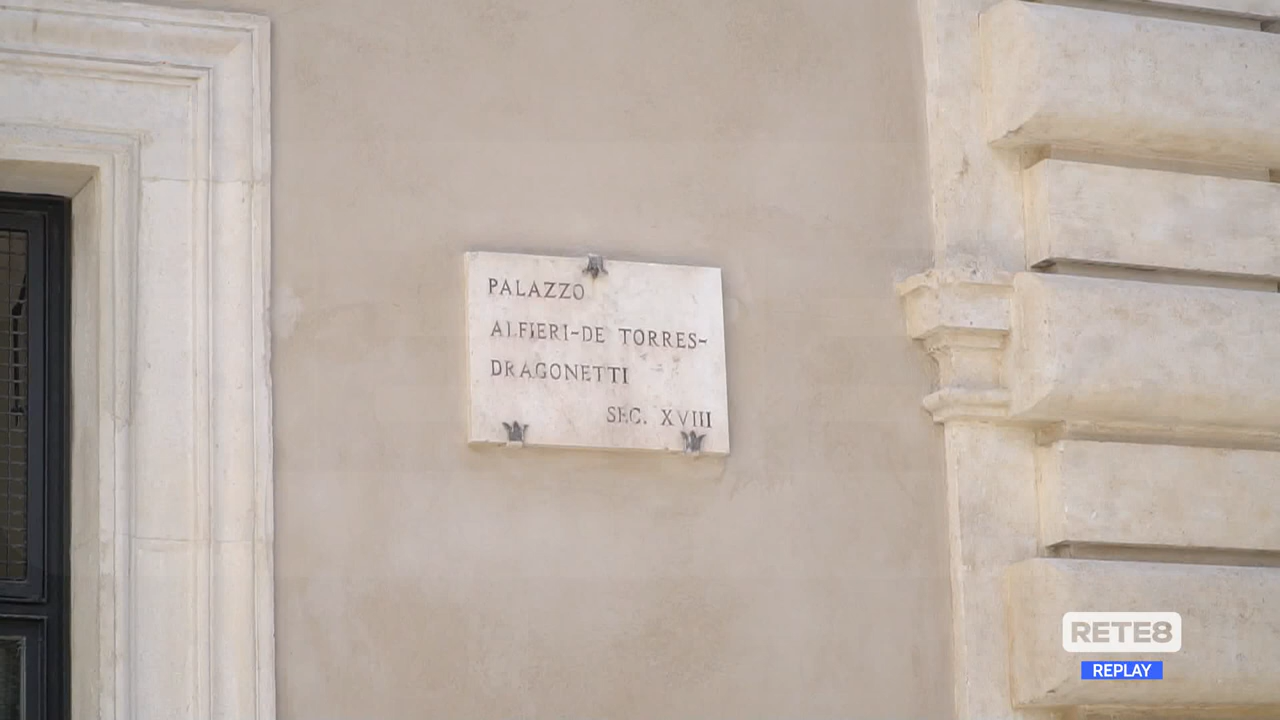 PALAZZO
ALFIERI-DE TORRES-
DRAGONETTI
SEC. XVIII
RETE8
REPLAY